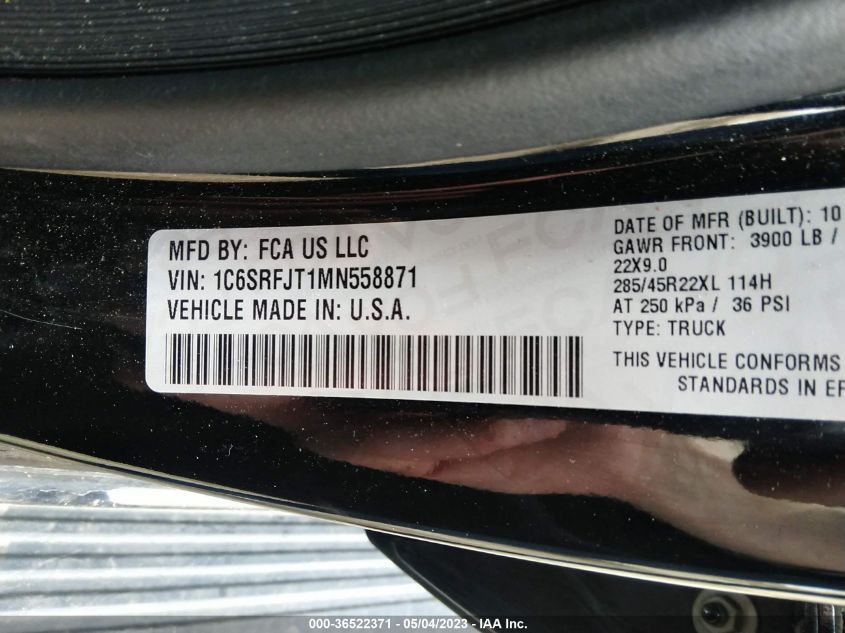 MFD BY: FCA US LLC
VIN: 1C6SRFJT1MN558871
VEHICLE MADE IN: U.S.A.
DATE OF MFR (BUILT): 10
GAWR FRONT: 3900 LB /
22X9.0
285/45R22XL 114H
AT 250 kPa / 36 PSI
TYPE: TRUCK
THIS VEHICLE CONFORMS
STANDARDS IN EF
000-36522371 - 05/04/2023 - IAA Inc.